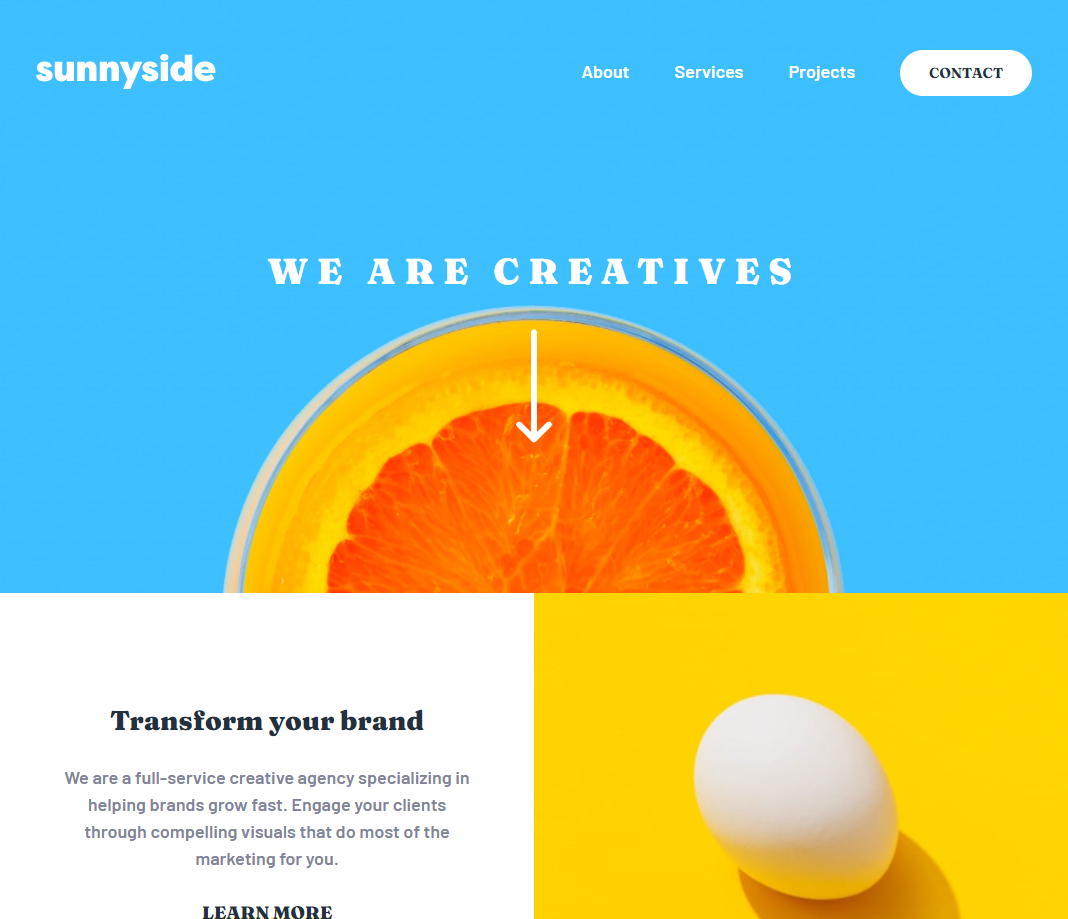 sunnyside
About Services Projects CONTACT
WE ARE CREATIVES
Transform your brand
We are a full-service creative agency specializing in
helping brands grow fast. Engage your clients
through compelling visuals that do most of the
marketing for you.
LEARN MORE